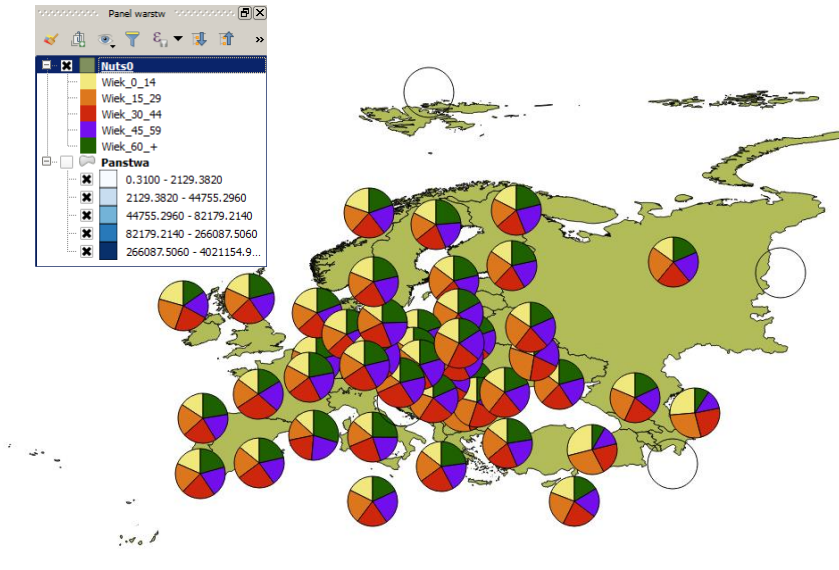 Panel warstw
»
Nuts0
Wiek_0_14
Wiek_15_29
Wiek_30_44
Wiek_45_59
Wiek_60_+
Panstwa
0.3100 - 2129.3820
2129.3820 - 44755.2960
44755.2960 - 82179.2140
82179.2140 - 266087.5060
266087.5060 - 4021154.9...